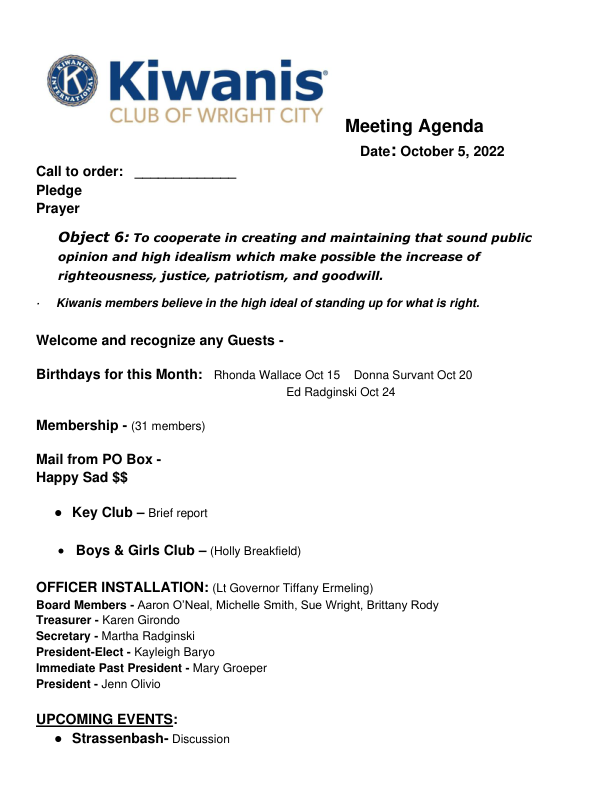 KIWANIS
INTERNATIONAL
K
Kiwanis®
CLUB OF WRIGHT CITY
Meeting Agenda
Date: October 5, 2022
Call to order: _____________
Pledge
Prayer
Object 6: To cooperate in creating and maintaining that sound public
opinion and high idealism which make possible the increase of
righteousness, justice, patriotism, and goodwill.
· Kiwanis members believe in the high ideal of standing up for what is right.
Welcome and recognize any Guests -
Birthdays for this Month: Rhonda Wallace Oct 15 Donna Survant Oct 20
Ed Radginski Oct 24
Membership - (31 members)
Mail from PO Box -
Happy Sad $$
● Key Club – Brief report
● Boys & Girls Club – (Holly Breakfield)
OFFICER INSTALLATION: (Lt Governor Tiffany Ermeling)
Board Members - Aaron O’Neal, Michelle Smith, Sue Wright, Brittany Rody
Treasurer - Karen Girondo
Secretary - Martha Radginski
President-Elect - Kayleigh Baryo
Immediate Past President - Mary Groeper
President - Jenn Olivio
UPCOMING EVENTS:
● Strassenbash- Discussion